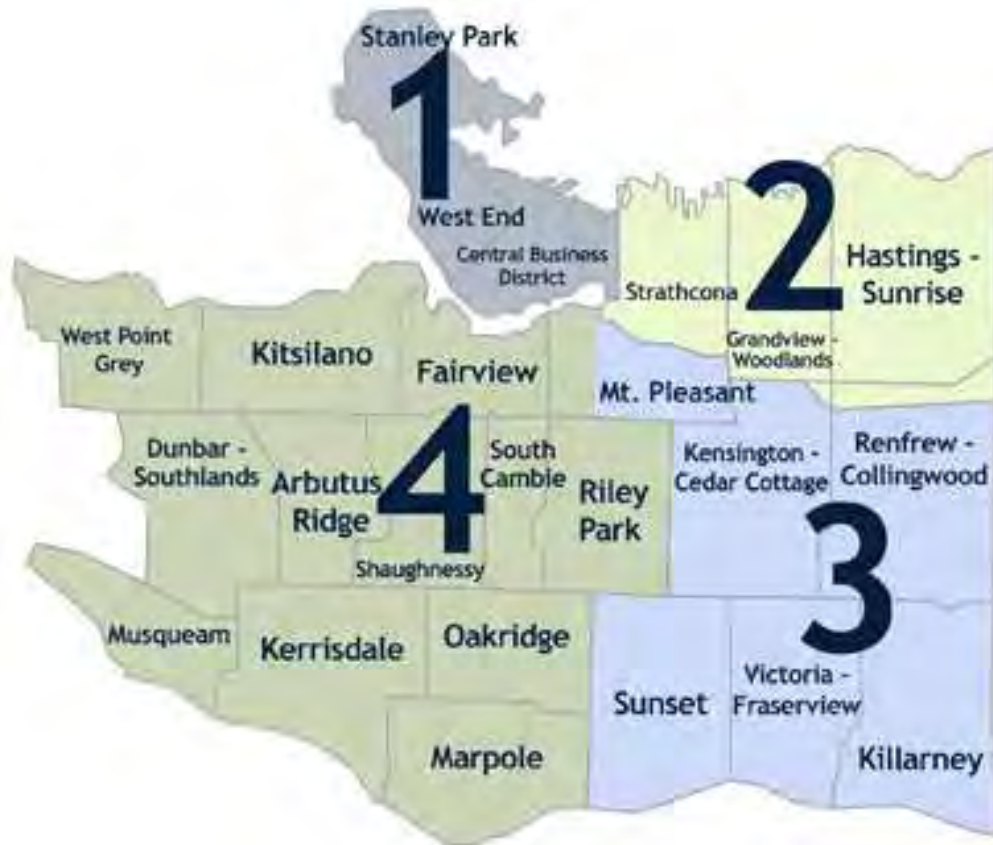 Stanley Park
1
West End
Central Business
District
2
Strathcona
Hastings -
Sunrise
Grandview -
Woodlands
West Point
Grey
Kitsilano
Fairview
Mt. Pleasant
Dunbar -
Southlands
Arbutus
Ridge
4
South
Cambie
Riley
Park
Kensington -
Cedar Cottage
Renfrew -
Collingwood
Shaughnessy
3
Musqueam
Kerrisdale
Oakridge
Sunset
Victoria -
Fraserview
Marpole
Killarney